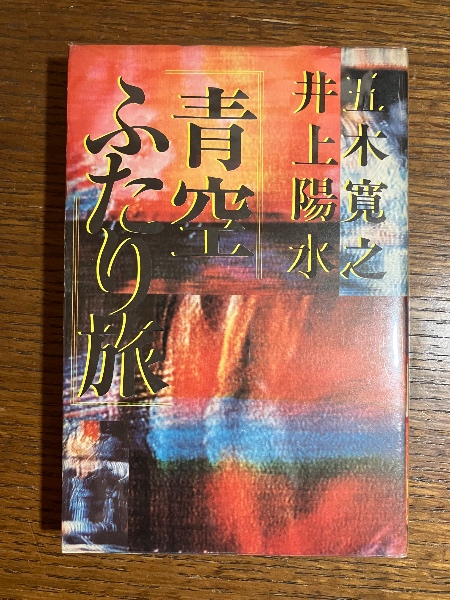 五木寛之
井上陽水
青空
ふたり旅